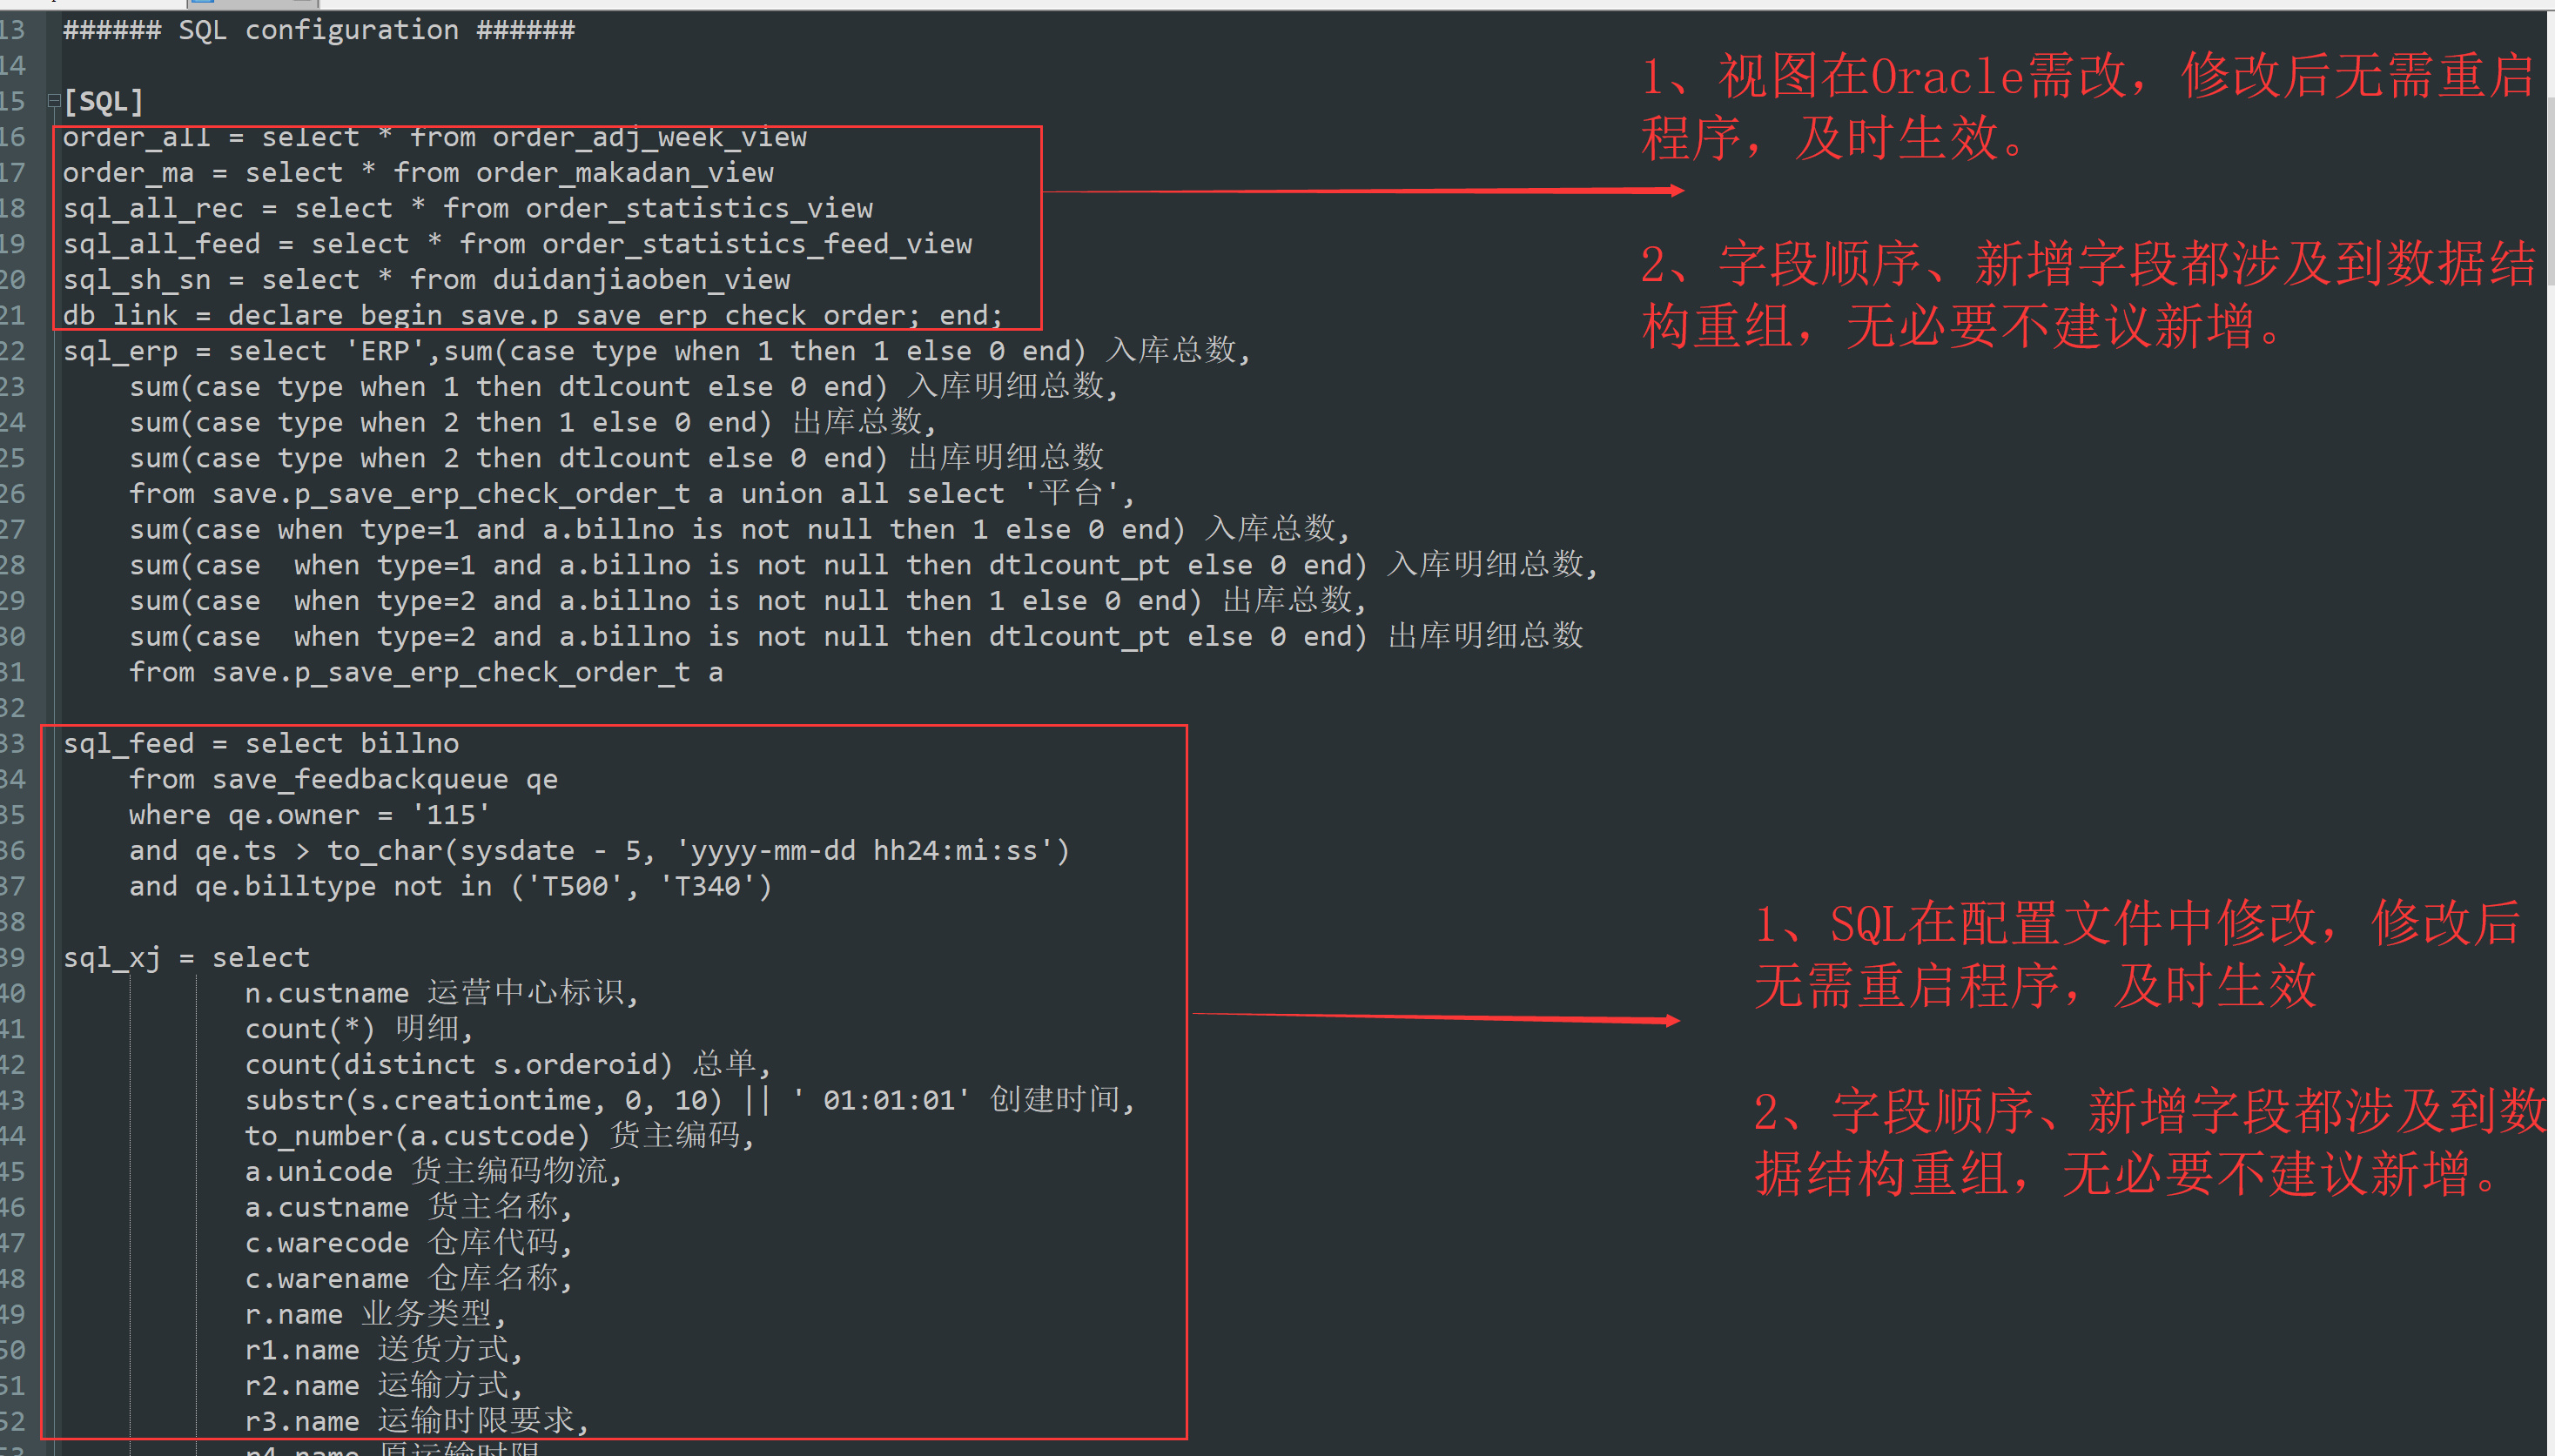 13 ###### SQL configuration ######
14
15 [SQL]
16 order_all = select * from order_adj_week_view
17 order_ma = select * from order_makadan_view
18 sql_all_rec = select * from order_statistics_view
19 sql_all_feed = select * from order_statistics_feed_view
20 sql_sh_sn = select * from duidanjiaoben_view
21 db_link = declare begin save.p_save_erp_check_order; end;
22 sql_erp = select 'ERP',sum(case type when 1 then 1 else 0 end) 入库总数,
23 sum(case type when 1 then dtlcount else 0 end) 入库明细总数,
24 sum(case type when 2 then 1 else 0 end) 出库总数,
25 sum(case type when 2 then dtlcount else 0 end) 出库明细总数
26 from save.p_save_erp_check_order_t a union all select '平台',
27 sum(case when type=1 and a.billno is not null then 1 else 0 end) 入库总数,
28 sum(case  when type=1 and a.billno is not null then dtlcount_pt else 0 end) 入库明细总数,
29 sum(case  when type=2 and a.billno is not null then 1 else 0 end) 出库总数,
30 sum(case  when type=2 and a.billno is not null then dtlcount_pt else 0 end) 出库明细总数
31 from save.p_save_erp_check_order_t a
32
33 sql_feed = select billno
34 from save_feedbackqueue qe
35 where qe.owner = '115'
36 and qe.ts > to_char(sysdate - 5, 'yyyy-mm-dd hh24:mi:ss')
37 and qe.billtype not in ('T500', 'T340')
38
39 sql_xj = select
40 n.custname 运营中心标识,
41 count(*) 明细,
42 count(distinct s.orderoid) 总单,
43 substr(s.creationtime, 0, 10) || ' 01:01:01' 创建时间,
44 to_number(a.custcode) 货主编码,
45 a.unicode 货主编码物流,
46 a.custname 货主名称,
47 c.warecode 仓库代码,
48 c.warename 仓库名称,
49 r.name 业务类型,
50 r1.name 送货方式,
51 r2.name 运输方式,
52 r3.name 运输时限要求,
53 r4.name 原运输时限
1、视图在Oracle需改，修改后无需重启
程序，及时生效。
2、字段顺序、新增字段都涉及到数据结
构重组，无必要不建议新增。
1、SQL在配置文件中修改，修改后
无需重启程序，及时生效
2、字段顺序、新增字段都涉及到数
据结构重组，无必要不建议新增。